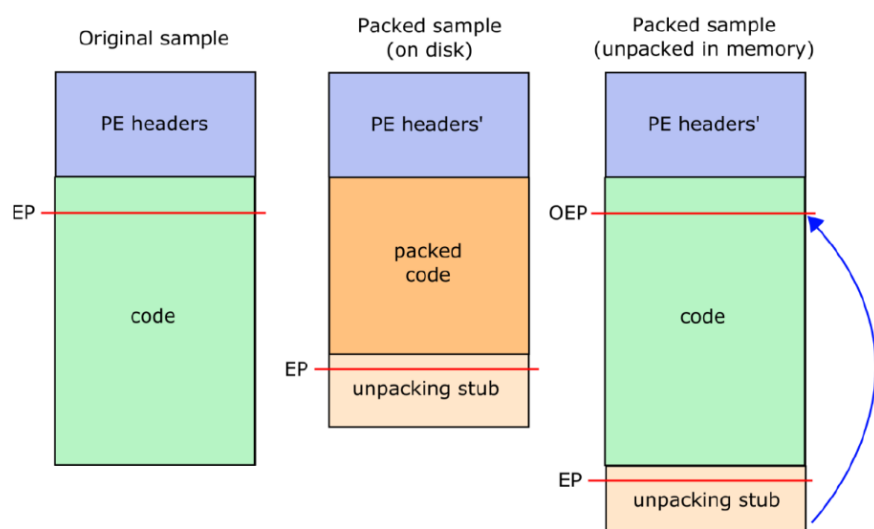 Original sample
PE headers
EP
code
Packed sample
(on disk)
PE headers'
packed
code
EP
unpacking stub
Packed sample
(unpacked in memory)
PE headers'
OEP
code
EP
unpacking stub